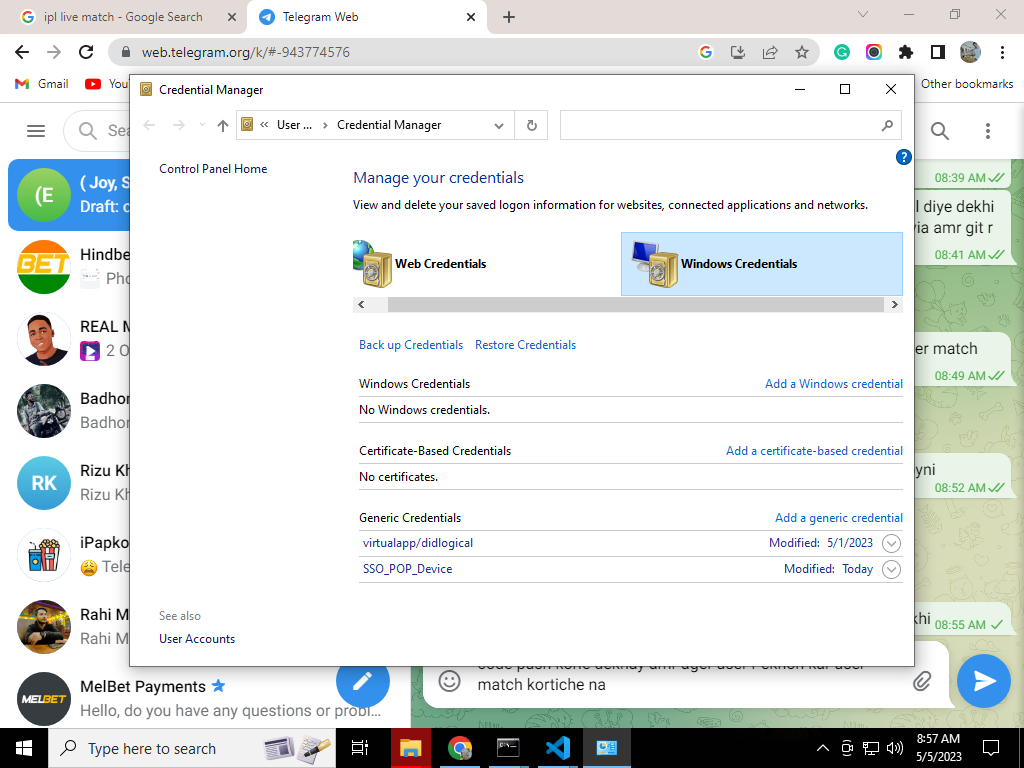 ipl live match - Google Search
Telegram Web
web.telegram.org/k/#-943774576
Gmail
You
Other bookmarks
Credential Manager
User ...
Credential Manager
Control Panel Home
Manage your credentials
View and delete your saved logon information for websites, connected applications and networks.
Web Credentials
Windows Credentials
Back up Credentials
Restore Credentials
Windows Credentials
Add a Windows credential
No Windows credentials.
Certificate-Based Credentials
Add a certificate-based credential
No certificates.
Generic Credentials
Add a generic credential
virtualapp/didlogical
Modified: 5/1/2023
SSO_POP_Device
Modified: Today
See also
User Accounts
Sea
(E
( Joy, S
Draft: c
BET
Hindbe
Pho
REAL M
2 O
Badhon
Badhon
RK
Rizu Kh
Rizu Kh
iPapko
Tele
Rahi M
Rahi M
MELBET
MelBet Payments
Hello, do you have any questions or probl...
08:39 AM
l diye dekhi
via amr git r
08:41 AM
er match
08:49 AM
oyni
08:52 AM
khi
08:55 AM
match kortiche na
Type here to search
8:57 AM
5/5/2023